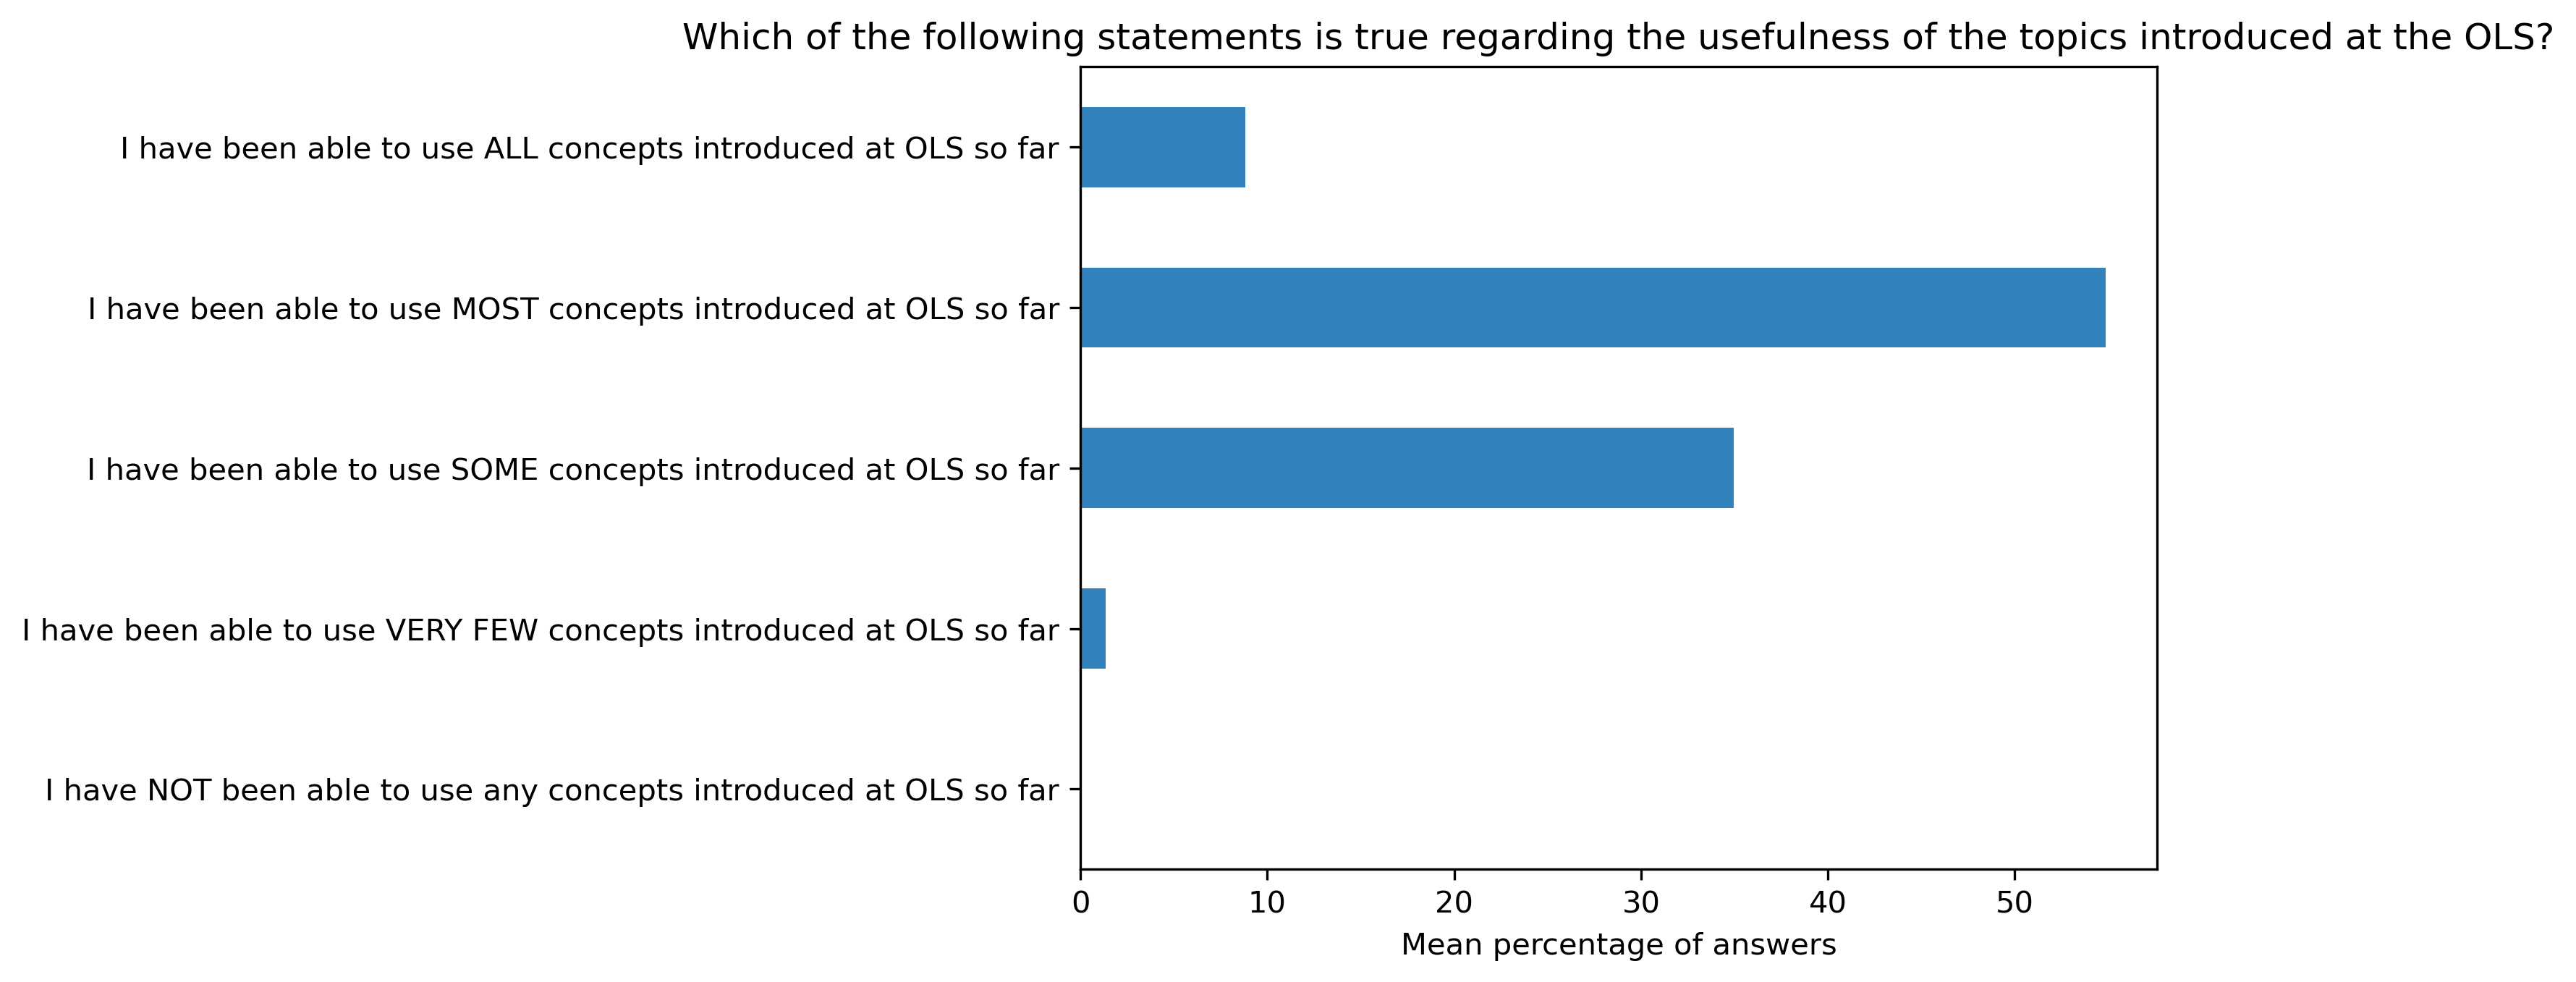 Which of the following statements is true regarding the usefulness of the topics introduced at the OLS?
I have been able to use ALL concepts introduced at OLS so far
I have been able to use MOST concepts introduced at OLS so far
I have been able to use SOME concepts introduced at OLS so far
I have been able to use VERY FEW concepts introduced at OLS so far
I have NOT been able to use any concepts introduced at OLS so far
0 10 20 30 40 50
Mean percentage of answers